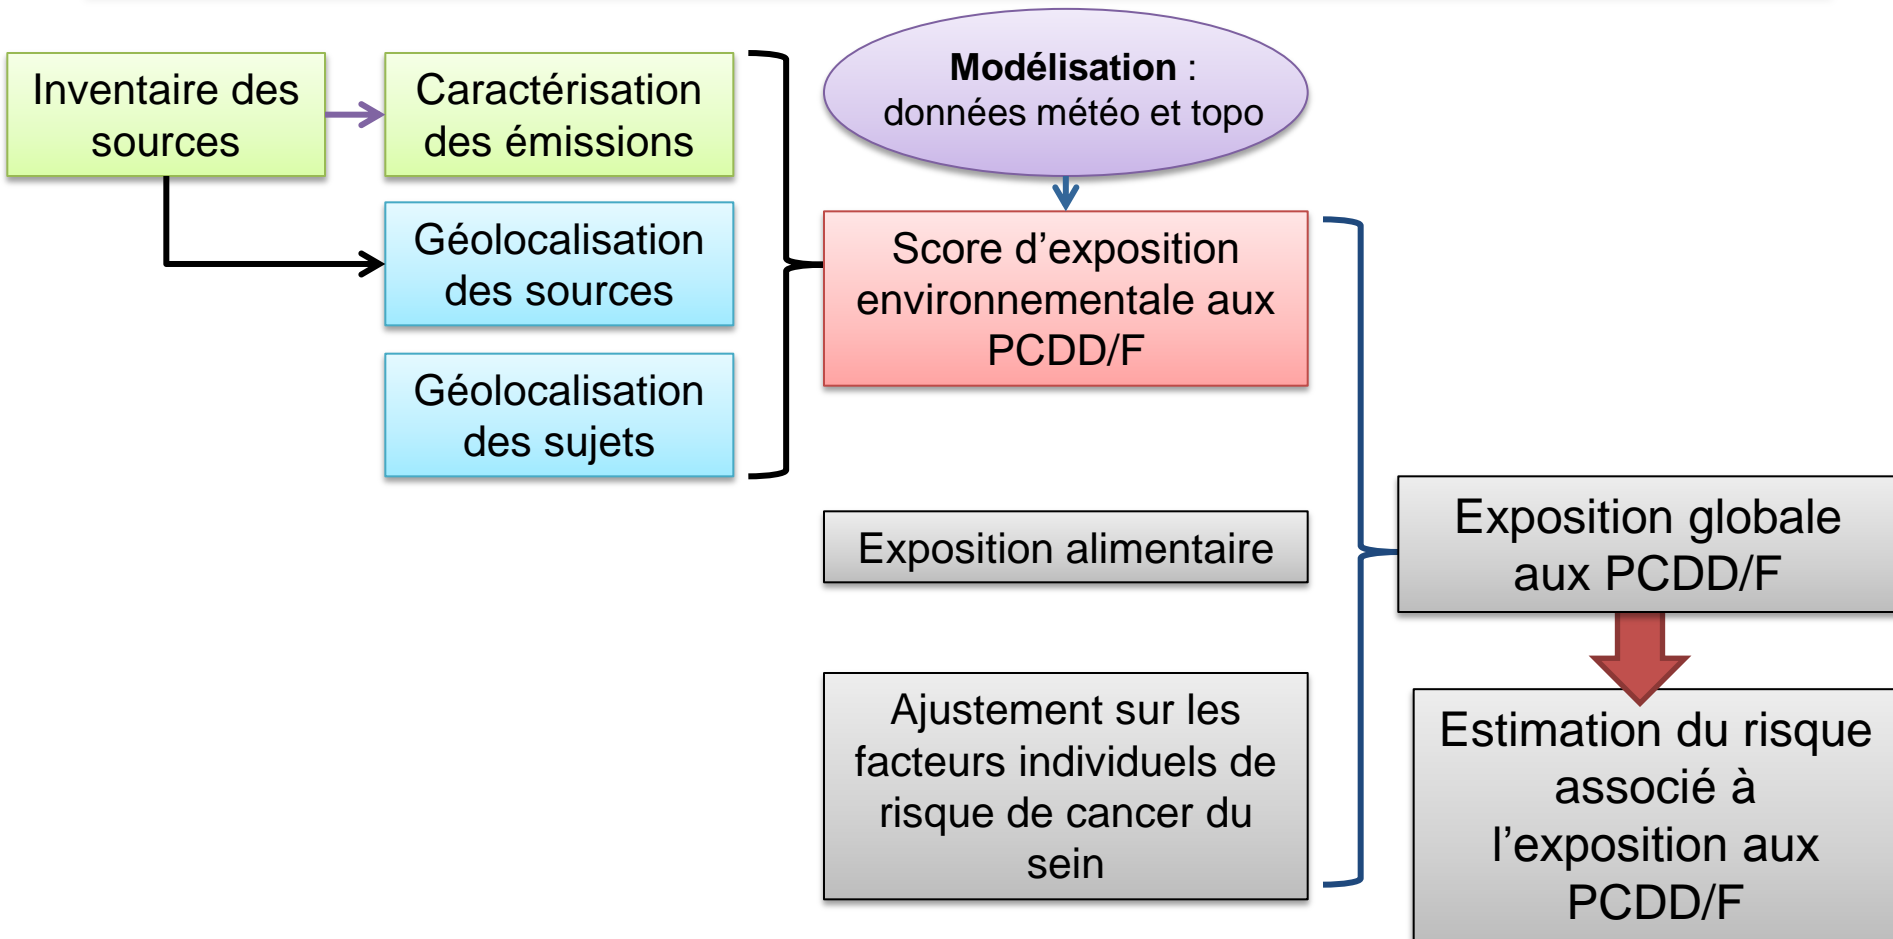 Inventaire des
sources
Caractérisation
des émissions
Modélisation :
données météo et topo
Géolocalisation
des sources
Géolocalisation
des sujets
Score d’exposition
environnementale aux
PCDD/F
Exposition alimentaire
Ajustement sur les
facteurs individuels de
risque de cancer du
sein
Exposition globale
aux PCDD/F
Estimation du risque
associé à
l’exposition aux
PCDD/F